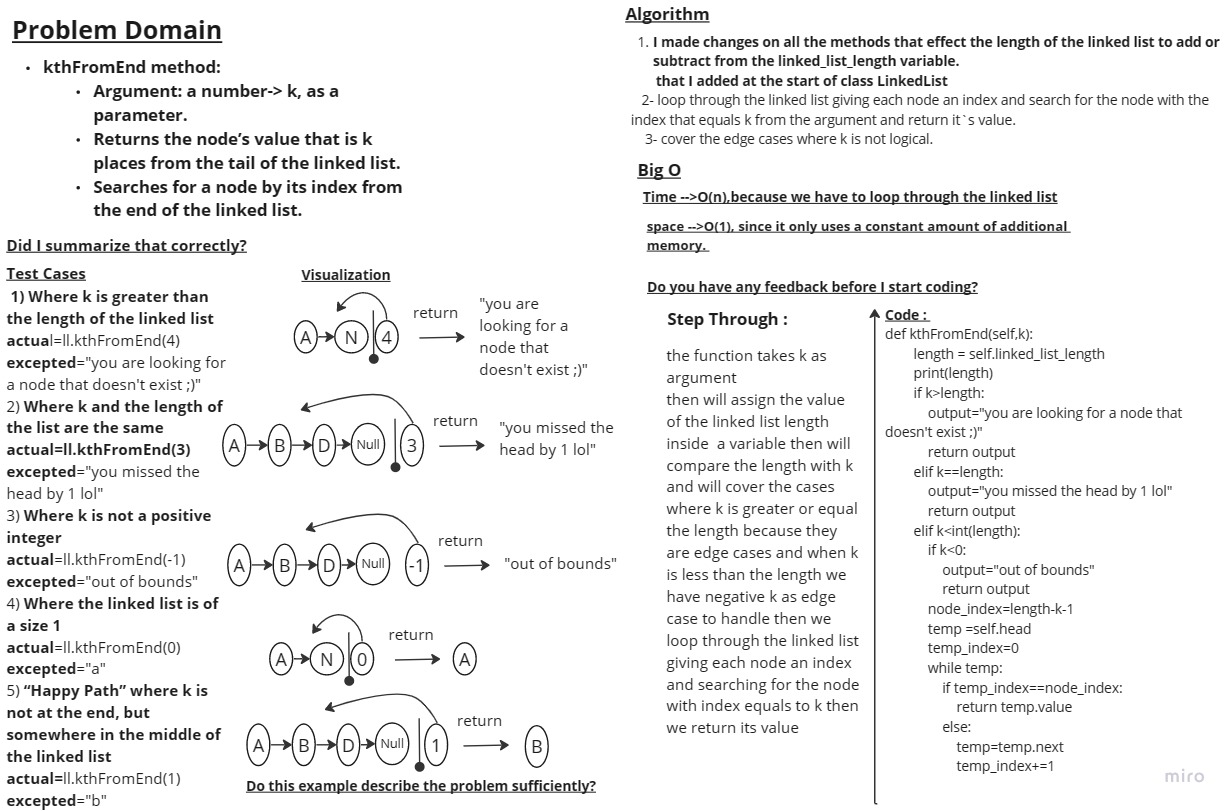 Problem Domain
• kthFromEnd method:
• Argument: a number-> k, as a
parameter.
• Returns the node's value that is k
places from the tail of the linked list.
• Searches for a node by its index from
the end of the linked list.
Did I summarize that correctly?
Test Cases
1) Where k is greater than
the length of the linked list
actual=ll.kthFromEnd(4)
excepted="you are looking for
a node that doesn't exist ;)"
2) Where k and the length of
the list are the same
actual=ll.kthFromEnd(3)
excepted="you missed the
head by 1 lol"
3) Where k is not a positive
integer
actual=ll.kthFromEnd(-1)
excepted="out of bounds"
4) Where the linked list is of
a size 1
actual=ll.kthFromEnd(0)
excepted="a"
5) “Happy Path” where k is
not at the end, but
somewhere in the middle of
the linked list
actual=ll.kthFromEnd(1)
excepted="b"
Visualization
A N 4
return
"you are
looking for a
node that
doesn't exist ;)"
A B D Null 3
return
"you missed the
head by 1 lol"
A B D Null -1
return
"out of bounds"
A N 0
return
A
A B D Null 1
return
B
Do this example describe the problem sufficiently?
Algorithm
1. I made changes on all the methods that effect the length of the linked list to add or
subtract from the linked_list_length variable.
that I added at the start of class LinkedList
2- loop through the linked list giving each node an index and search for the node with the
index that equals k from the argument and return it`s value.
3- cover the edge cases where k is not logical.
Big O
Time -->O(n),because we have to loop through the linked list
space -->O(1), since it only uses a constant amount of additional
memory.
Do you have any feedback before I start coding?
Step Through :
the function takes k as
argument
then will assign the value
of the linked list length
inside a variable then will
compare the length with k
and will cover the cases
where k is greater or equal
the length because they
are edge cases and when k
is less than the length we
have negative k as edge
case to handle then we
loop through the linked list
giving each node an index
and searching for the node
with index equals to k then
we return its value
Code :
def kthFromEnd(self,k):
length = self.linked_list_length
print(length)
if k>length:
output="you are looking for a node that
doesn't exist ;)"
return output
elif k==length:
output="you missed the head by 1 lol"
return output
elif k<int(length):
if k<0:
output="out of bounds"
return output
node_index=length-k-1
temp =self.head
temp_index=0
while temp:
if temp_index==node_index:
return temp.value
else:
temp=temp.next
temp_index+=1
miro